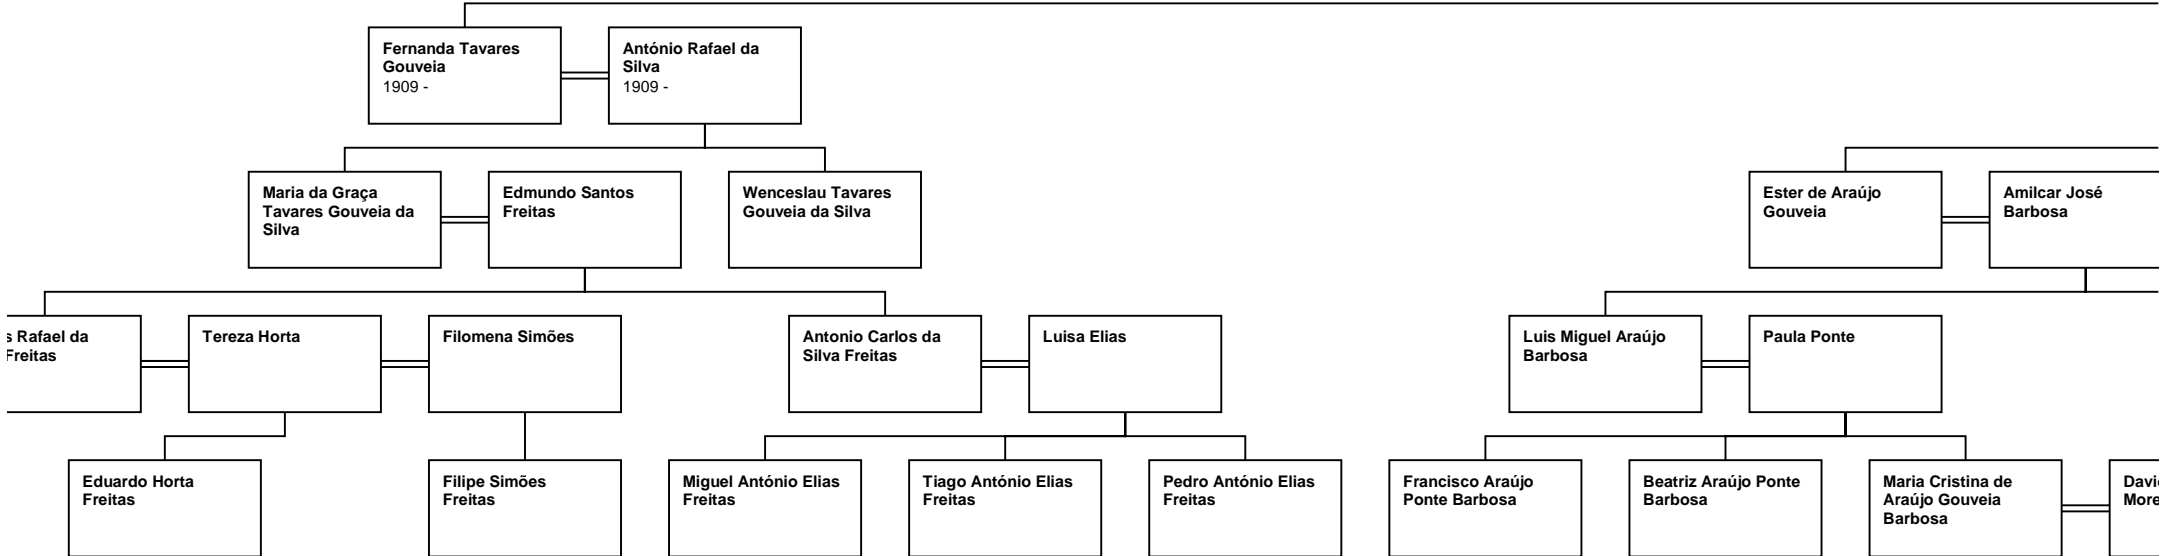 Fernanda Tavares
Gouveia
1909 -
António Rafael da
Silva
1909 -
Maria da Graça
Tavares Gouveia da
Silva
Edmundo Santos
Freitas
Wenceslau Tavares
Gouveia da Silva
Ester de Araújo
Gouveia
Amilcar José
Barbosa
s Rafael da
Freitas
Tereza Horta
Filomena Simões
Antonio Carlos da
Silva Freitas
Luisa Elias
Luis Miguel Araújo
Barbosa
Paula Ponte
Eduardo Horta
Freitas
Filipe Simões
Freitas
Miguel António Elias
Freitas
Tiago António Elias
Freitas
Pedro António Elias
Freitas
Francisco Araújo
Ponte Barbosa
Beatriz Araújo Ponte
Barbosa
Maria Cristina de
Araújo Gouveia
Barbosa